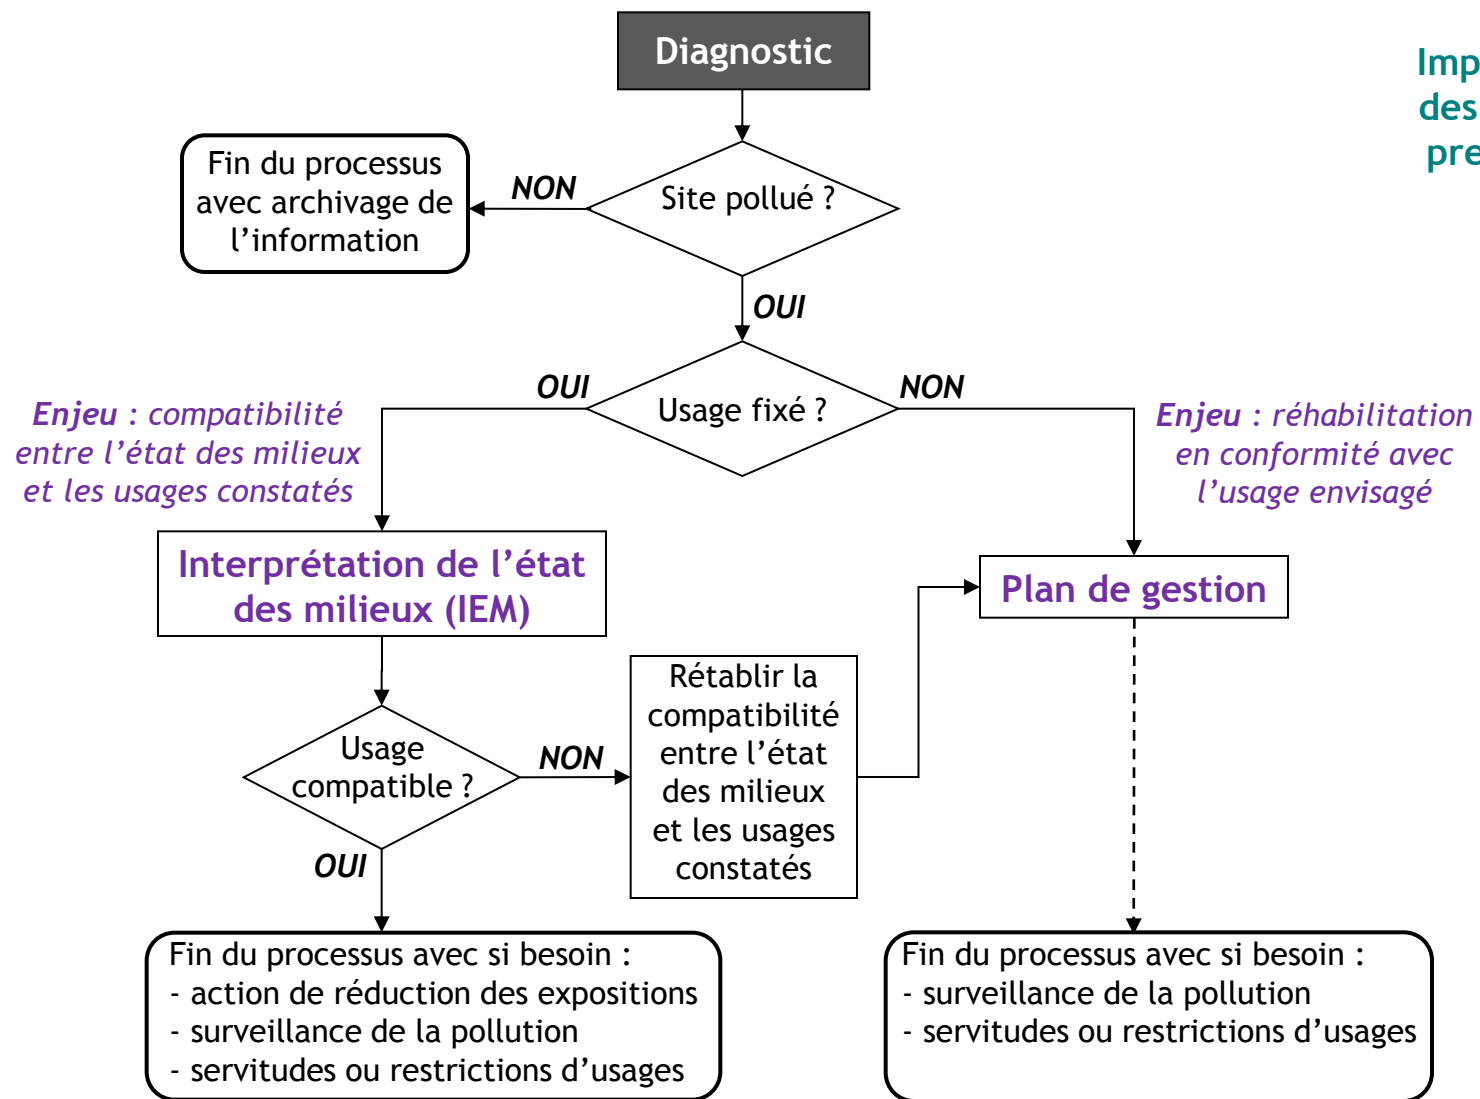 Diagnostic
Imp
des
pre
Fin du processus
avec archivage de
l’information
NON
Site pollué ?
OUI
OUI
NON
Usage fixé ?
Enjeu : compatibilité
entre l’état des milieux
et les usages constatés
Enjeu : réhabilitation
en conformité avec
l’usage envisagé
Interprétation de l’état
des milieux (IEM)
Plan de gestion
Rétablir la
compatibilité
entre l’état
des milieux
et les usages
constatés
Usage
compatible ?
NON
OUI
Fin du processus avec si besoin :
- action de réduction des expositions
- surveillance de la pollution
- servitudes ou restrictions d’usages
Fin du processus avec si besoin :
- surveillance de la pollution
- servitudes ou restrictions d’usages